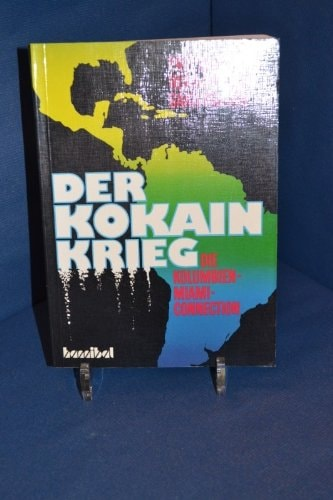 DER
KOKAIN
KRIEG
DIE
KOLUMBIEN-
MIAMI-
CONNECTION
hannibal